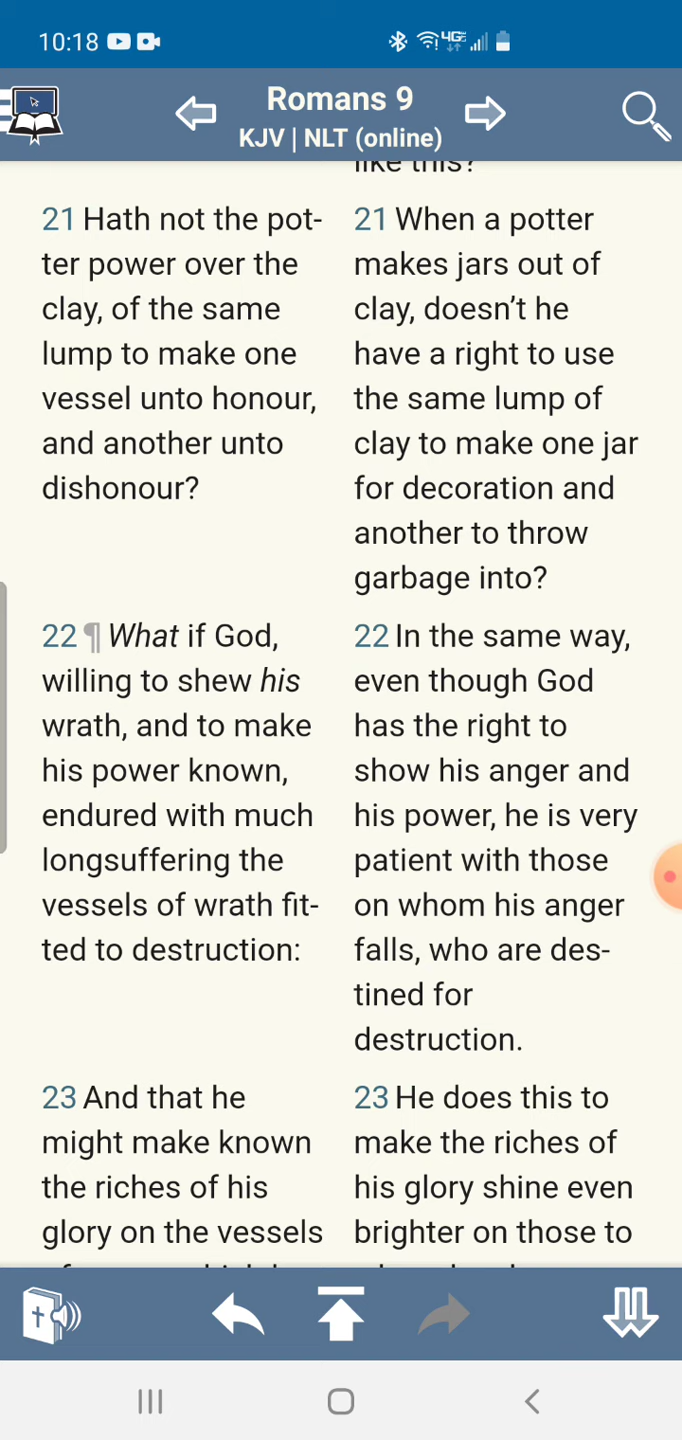 10:18
4G
Romans 9
KJV | NLT (online)
like this?
21 Hath not the pot-
ter power over the
clay, of the same
lump to make one
vessel unto honour,
and another unto
dishonour?
21 When a potter
makes jars out of
clay, doesn’t he
have a right to use
the same lump of
clay to make one jar
for decoration and
another to throw
garbage into?
22 ¶ What if God,
willing to shew his
wrath, and to make
his power known,
endured with much
longsuffering the
vessels of wrath fit-
ted to destruction:
22 In the same way,
even though God
has the right to
show his anger and
his power, he is very
patient with those
on whom his anger
falls, who are des-
tined for
destruction.
23 And that he
might make known
the riches of his
glory on the vessels
23 He does this to
make the riches of
his glory shine even
brighter on those to